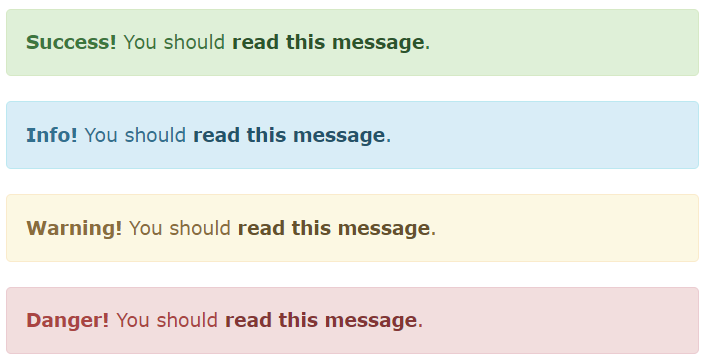 Success! You should read this message.
Info! You should read this message.
Warning! You should read this message.
Danger! You should read this message.